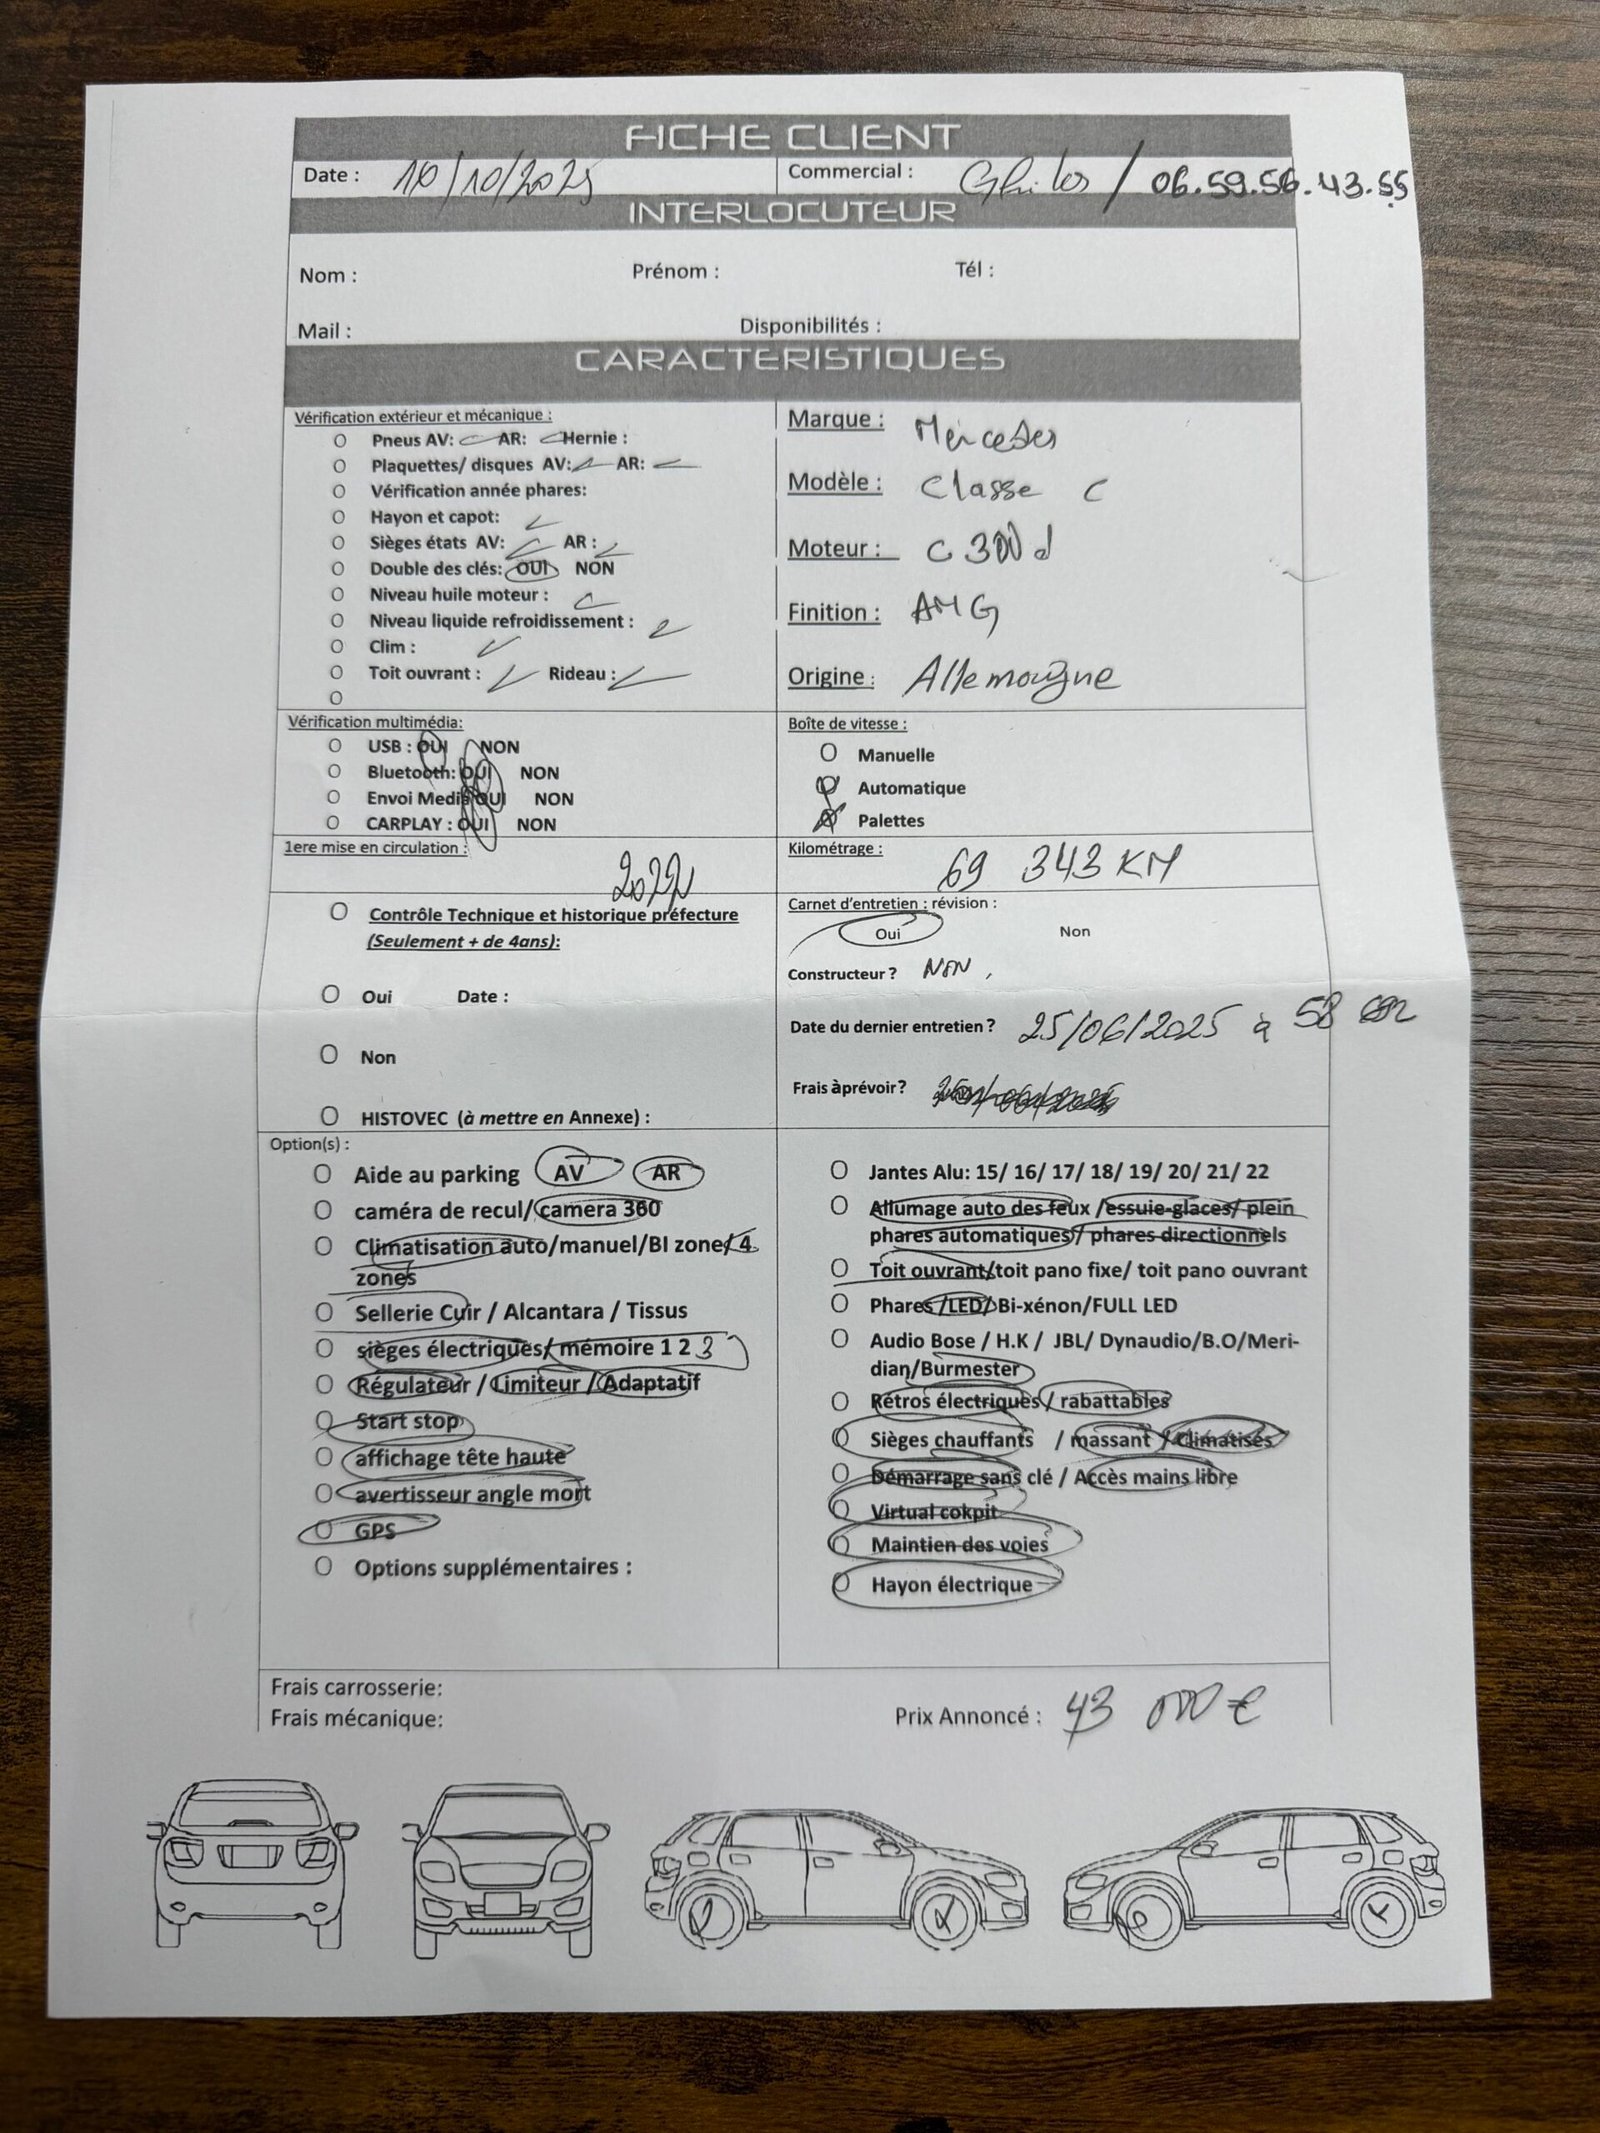 FICHE CLIENT
Date : 10/10/2025 Commercial : Ghilos / 06.59.56.43.55
INTERLOCUTEUR
Nom : Prénom : Tél :
Mail : Disponibilités :
CARACTERISTIQUES
Vérification extérieur et mécanique :
O Pneus AV: AR: Hernie :
O Plaquettes/ disques AV: AR:
O Vérification année phares:
O Hayon et capot:
O Sièges états AV: AR :
O Double des clés: OUI NON
O Niveau huile moteur :
O Niveau liquide refroidissement :
O Clim :
O Toit ouvrant : Rideau :
O
Marque : Mercedes
Modèle : Classe C
Moteur : C 300 d
Finition : AMG
Origine : Allemagne
Vérification multimédia:
O USB : OUI NON
O Bluetooth: OUI NON
O Envoi Media OUI NON
O CARPLAY : OUI NON
Boîte de vitesse :
O Manuelle
O Automatique
O Palettes
1ere mise en circulation : 2022
Kilométrage : 69 343 KM
O Contrôle Technique et historique préfecture
(Seulement + de 4ans):
O Oui Date :
O Non
O HISTOVEC (à mettre en Annexe) :
Carnet d'entretien : révision :
Oui Non
Constructeur ? NON .
Date du dernier entretien ? 25/06/2025 à 58
Frais àprévoir ?
Option(s) :
O Aide au parking AV AR
O caméra de recul/ camera 360
O Climatisation auto/manuel/BI zone/ 4
zones
O Sellerie Cuir / Alcantara / Tissus
O sièges électriques/ mémoire 1 2 3
O Régulateur / Limiteur / Adaptatif
O Start stop
O affichage tête haute
O avertisseur angle mort
O GPS
O Options supplémentaires :
O Jantes Alu: 15/ 16/ 17/ 18/ 19/ 20/ 21/ 22
O Allumage auto des feux /essuie-glaces/ plein
phares automatiques/ phares directionnels
O Toit ouvrant/toit pano fixe/ toit pano ouvrant
O Phares /LED/Bi-xénon/FULL LED
O Audio Bose / H.K / JBL/ Dynaudio/B.O/Meri-
dian/Burmester
O Rétros électriques / rabattables
O Sièges chauffants / massant / Climatisés
O Démarrage sans clé / Accès mains libre
O Virtual cokpit
O Maintien des voies
O Hayon électrique
Frais carrosserie:
Frais mécanique:
Prix Annoncé : 43 000 €